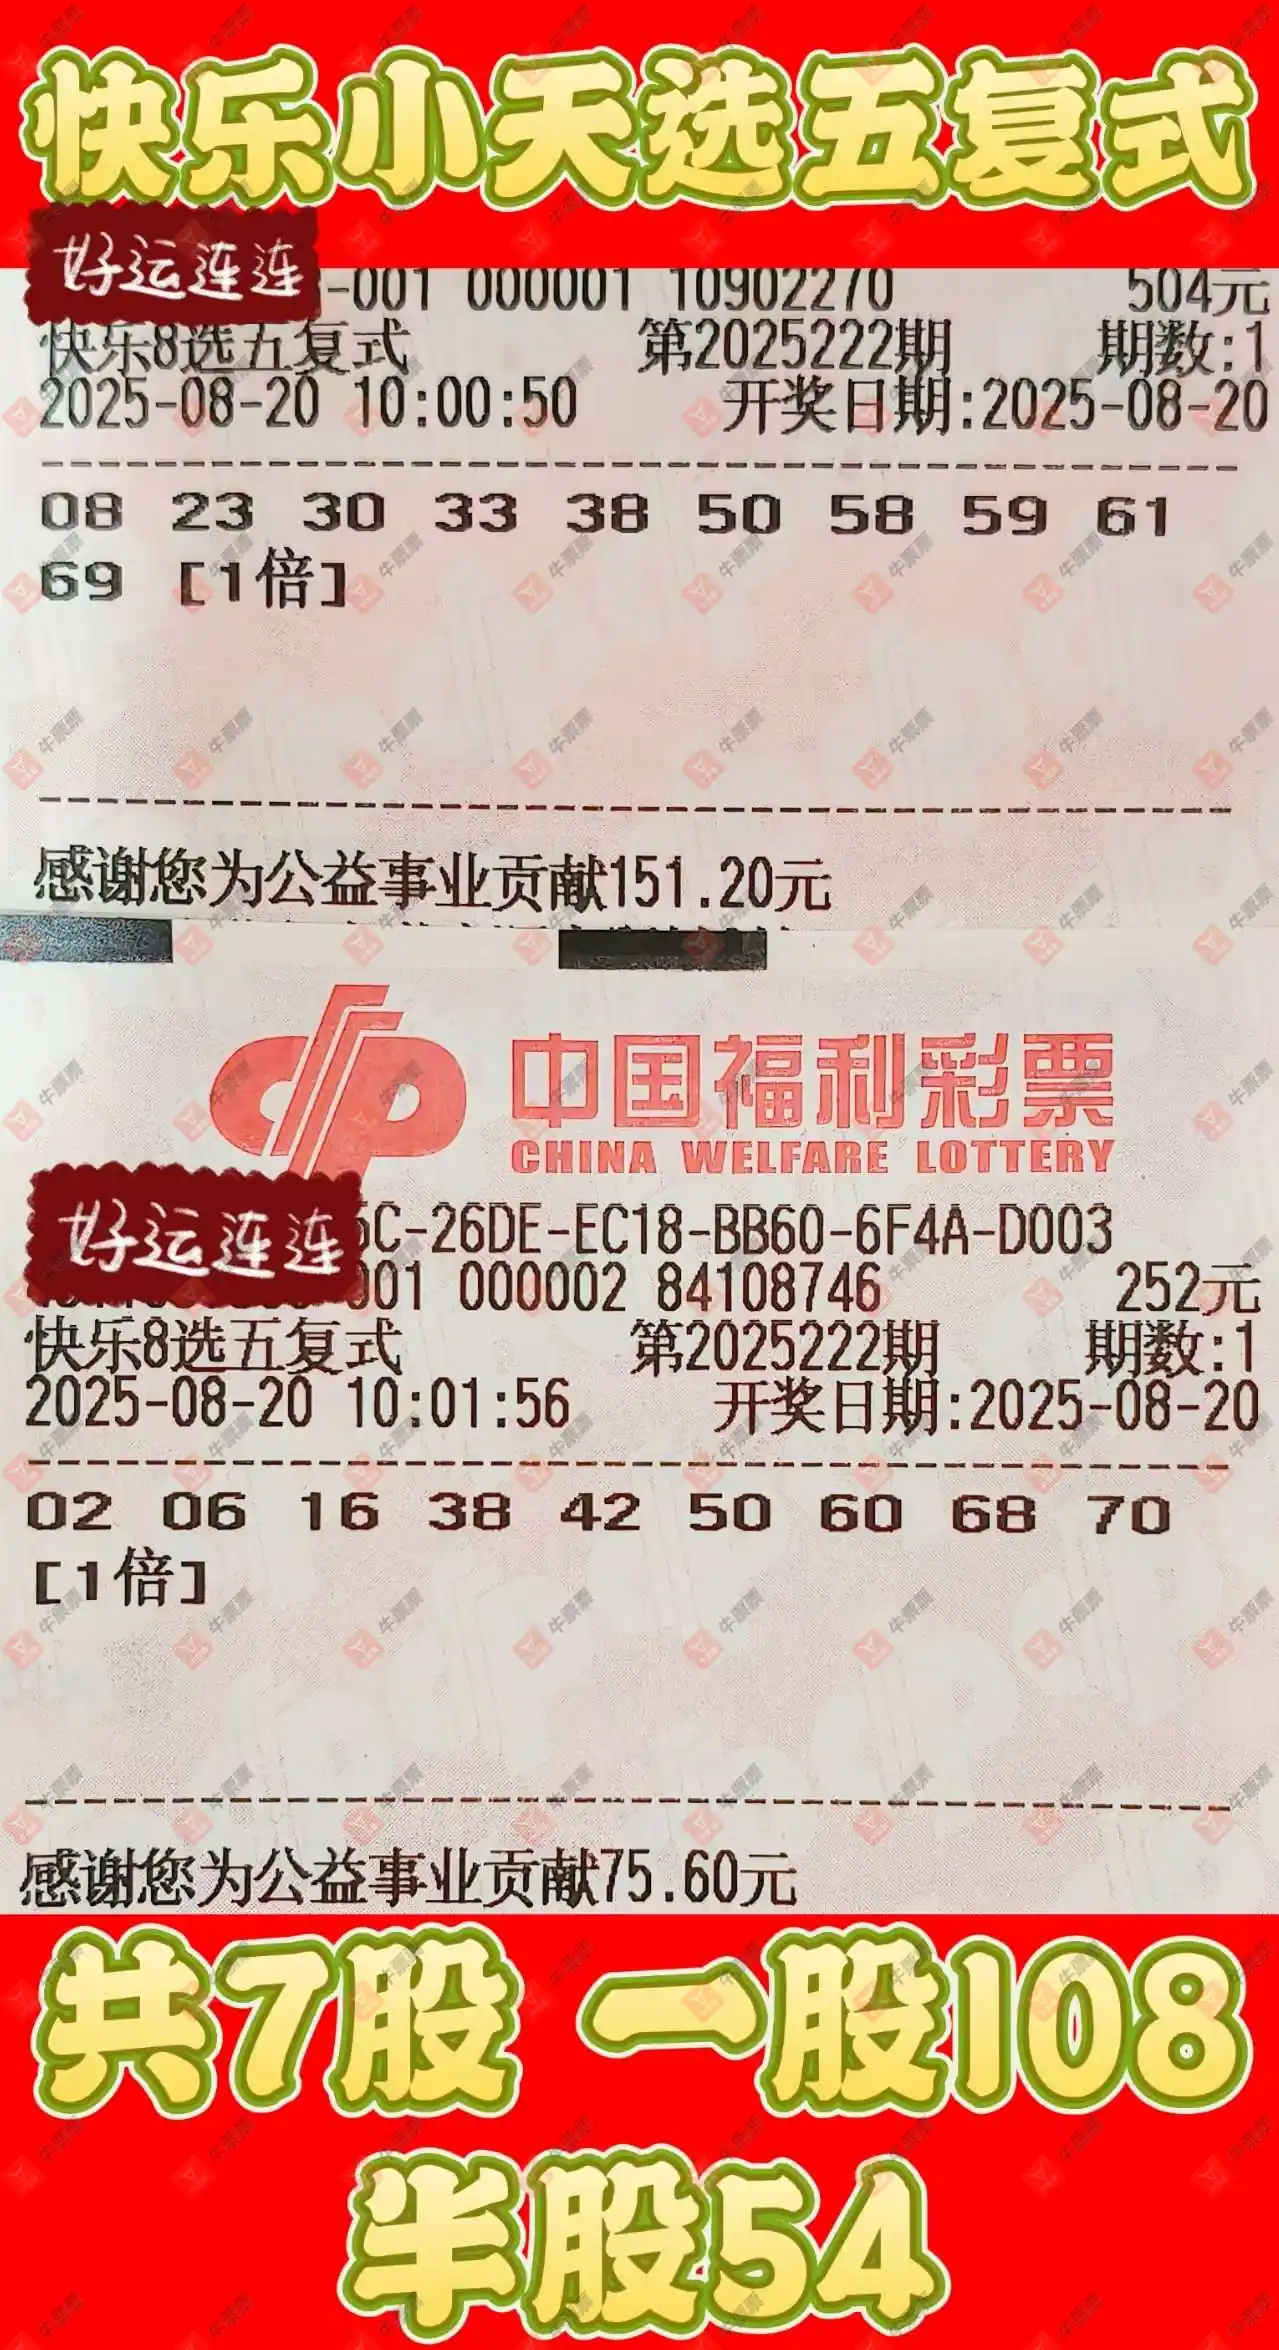 快乐小天选五复式
好运连连
-001 000001 10902270 504元
快乐8选五复式 第2025222期 期数:1
2025-08-20 10:00:50 开奖日期:2025-08-20
08 23 30 33 38 50 58 59 61
69 [1倍]
感谢您为公益事业贡献151.20元
中国福利彩票
CHINA WELFARE LOTTERY
好运连连
5C-26DE-EC18-BB60-6F4A-D003
001 000002 84108746 252元
快乐8选五复式 第2025222期 期数:1
2025-08-20 10:01:56 开奖日期:2025-08-20
02 06 16 38 42 50 60 68 70
[1倍]
感谢您为公益事业贡献75.60元
共7股 一股108
半股54
牛票票